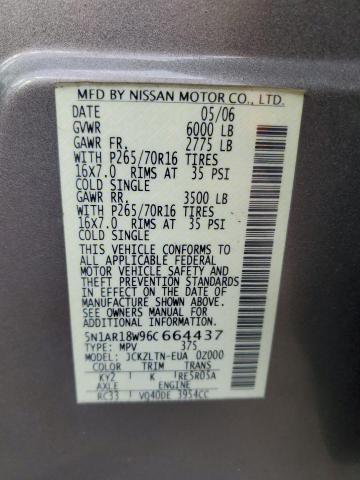 MFD BY NISSAN MOTOR CO., LTD.
DATE 05/06
GVWR 6000 LB
GAWR FR. 2775 LB
WITH P265/70R16 TIRES
16X7.0 RIMS AT 35 PSI
COLD SINGLE
GAWR RR. 3500 LB
WITH P265/70R16 TIRES
16X7.0 RIMS AT 35 PSI
COLD SINGLE
THIS VEHICLE CONFORMS TO
ALL APPLICABLE FEDERAL
MOTOR VEHICLE SAFETY AND
THEFT PREVENTION STANDARDS
IN EFFECT ON THE DATE OF
MANUFACTURE SHOWN ABOVE.
SEE OWNERS MANUAL
5N1AR18W96C664437
TYPE: MPV 375
MODEL: JCKZLTN-EUA 0Z000
COLOR TRIM TRANS
KY2 K RE5R05A
AXLE ENGINE
RC33 VQ40DE 3954CC